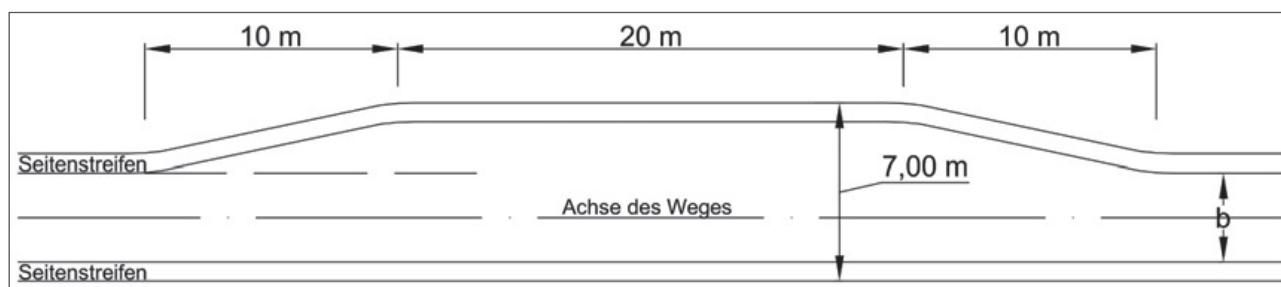 10 m
20 m
10 m
Seitenstreifen
7,00 m
Achse des Weges
b
Seitenstreifen